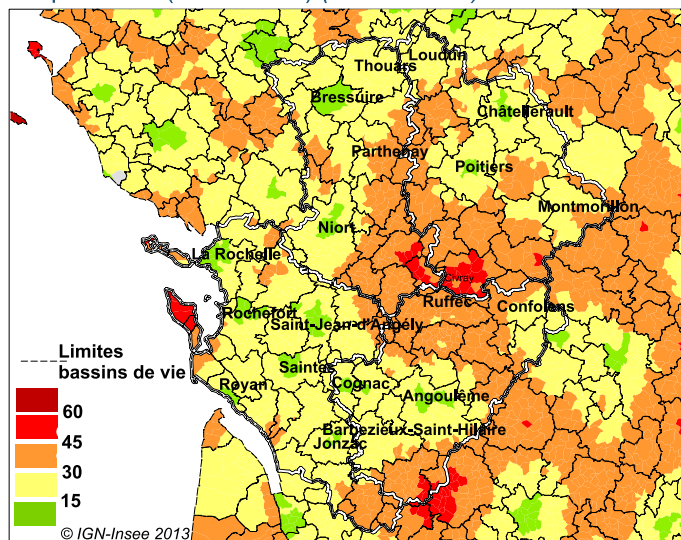 Loudun
Thouars
Bressuire
Châtellerault
Parthenay
Poitiers
Montmorillon
Niort
La Rochelle
Civray
Ruffec
Confolens
Rochefort
Saint-Jean-d'Angély
Saintes
Royan
Cognac
Angoulême
Barbezieux-Saint-Hilaire
Jonzac
Limites
bassins de vie
60
45
30
15
© IGN-Insee 2013